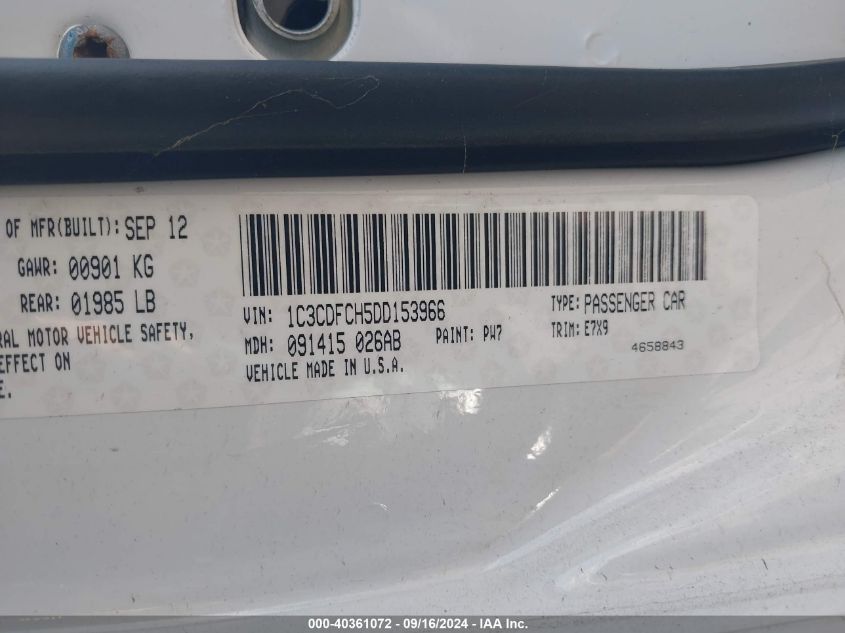 OF MFR(BUILT): SEP 12
GAWR: 00901 KG
REAR: 01985 LB
MOTOR VEHICLE SAFETY,
EFFECT ON
VIN: 1C3CDFCH5DD153966
TYPE: PASSENGER CAR
MDH: 091415 026AB
PAINT: PW7
TRIM: E7X9
VEHICLE MADE IN U.S.A.
4658843
000-40361072 - 09/16/2024 - IAA Inc.